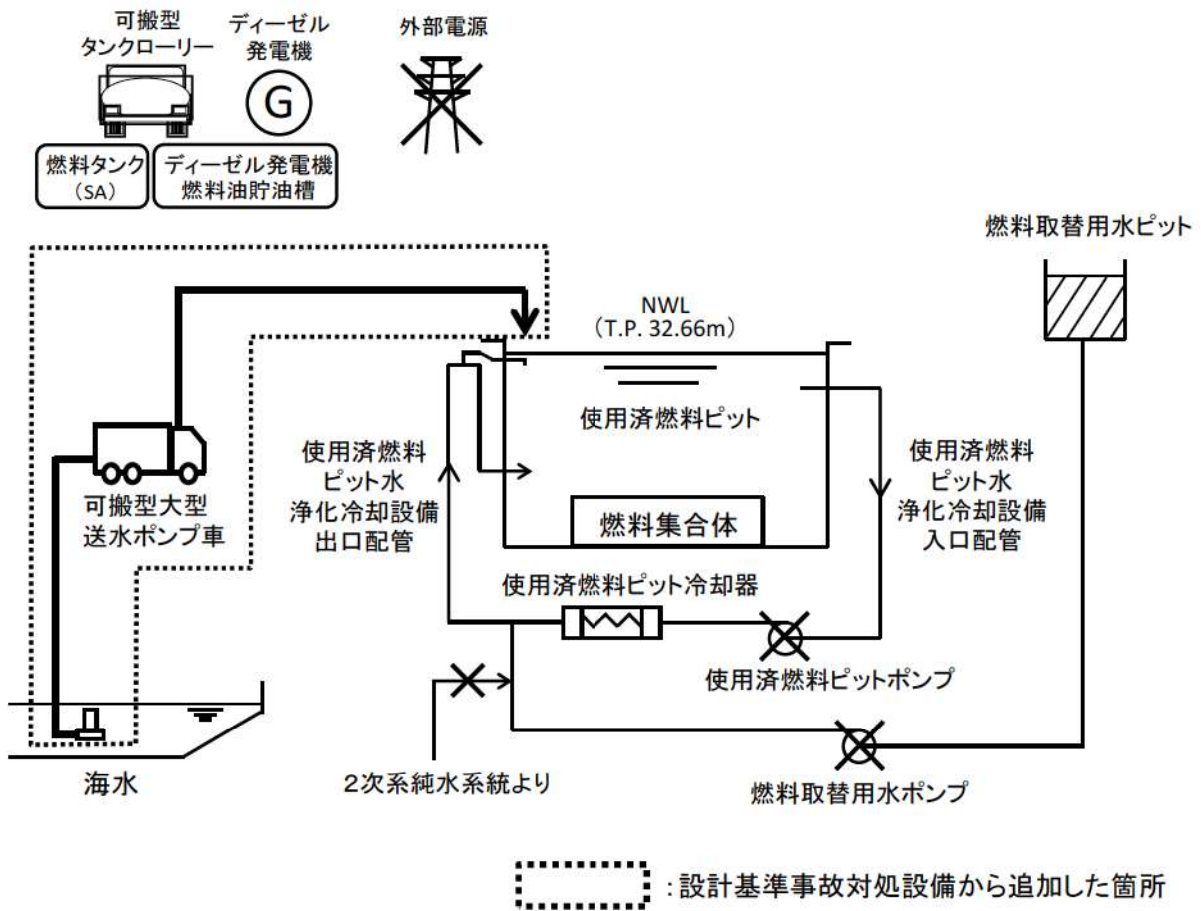 可搬型
タンクローリー
ディーゼル
発電機
外部電源
G
燃料タンク
（SA）
ディーゼル発電機
燃料油貯油槽
燃料取替用水ピット
NWL
（T.P. 32.66m）
使用済燃料ピット
可搬型大型
送水ポンプ車
使用済燃料
ピット水
浄化冷却設備
出口配管
燃料集合体
使用済燃料
ピット水
浄化冷却設備
入口配管
使用済燃料ピット冷却器
使用済燃料ピットポンプ
海水
2次系純水系統より
燃料取替用水ポンプ
：設計基準事故対処設備から追加した箇所